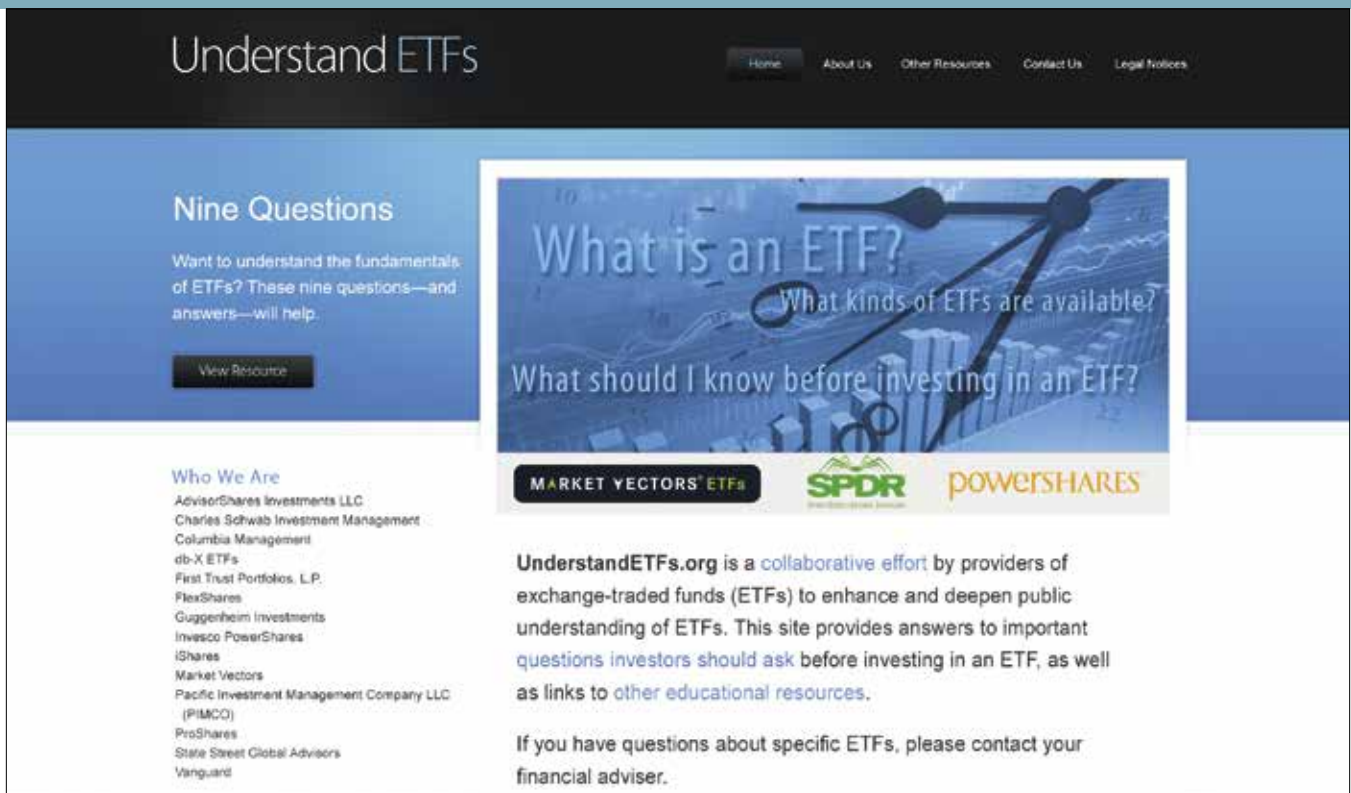 Understand ETFs
Home About Us Other Resources Contact Us Legal Notices
Nine Questions
Want to understand the fundamentals
of ETFs? These nine questions—and
answers—will help.
View Resource
What is an ETF?
What kinds of ETFs are available?
What should I know before investing in an ETF?
MARKET VECTORS® ETFs
SPDR
POWERSHARES
Who We Are
AdvisorShares Investments LLC
Charles Schwab Investment Management
Columbia Management
db-X ETFs
First Trust Portfolios, L.P.
FlexShares
Guggenheim Investments
Invesco PowerShares
iShares
Market Vectors
Pacific Investment Management Company LLC
(PIMCO)
ProShares
State Street Global Advisors
Vanguard
UnderstandETFs.org is a collaborative effort by providers of
exchange-traded funds (ETFs) to enhance and deepen public
understanding of ETFs. This site provides answers to important
questions investors should ask before investing in an ETF, as well
as links to other educational resources.
If you have questions about specific ETFs, please contact your
financial adviser.